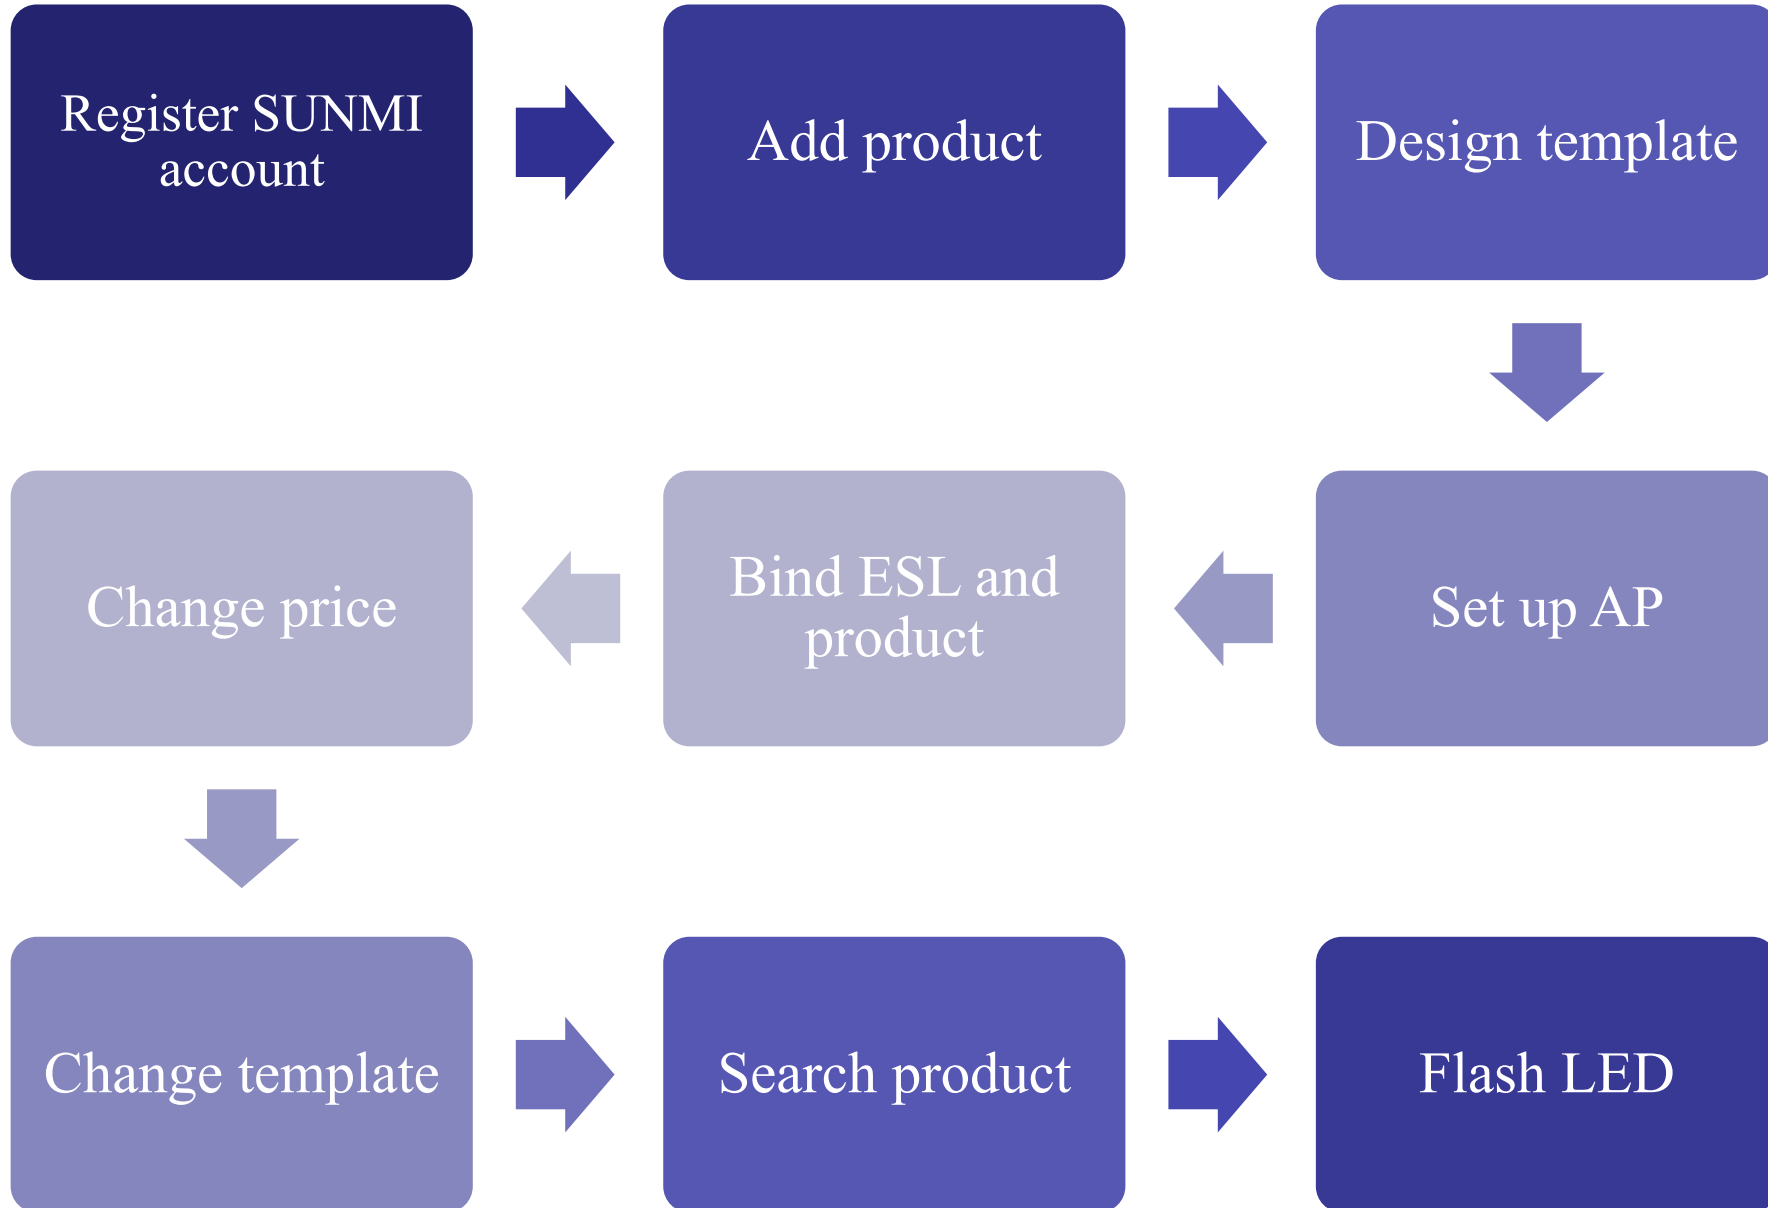 Register SUNMI
account
Add product
Design template
Set up AP
Bind ESL and
product
Change price
Change template
Search product
Flash LED